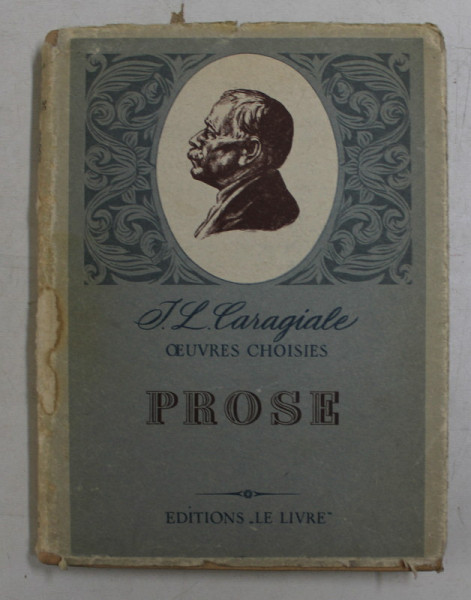 I. L. Caragiale
ŒUVRES CHOISIES
PROSE
EDITIONS „LE LIVRE"